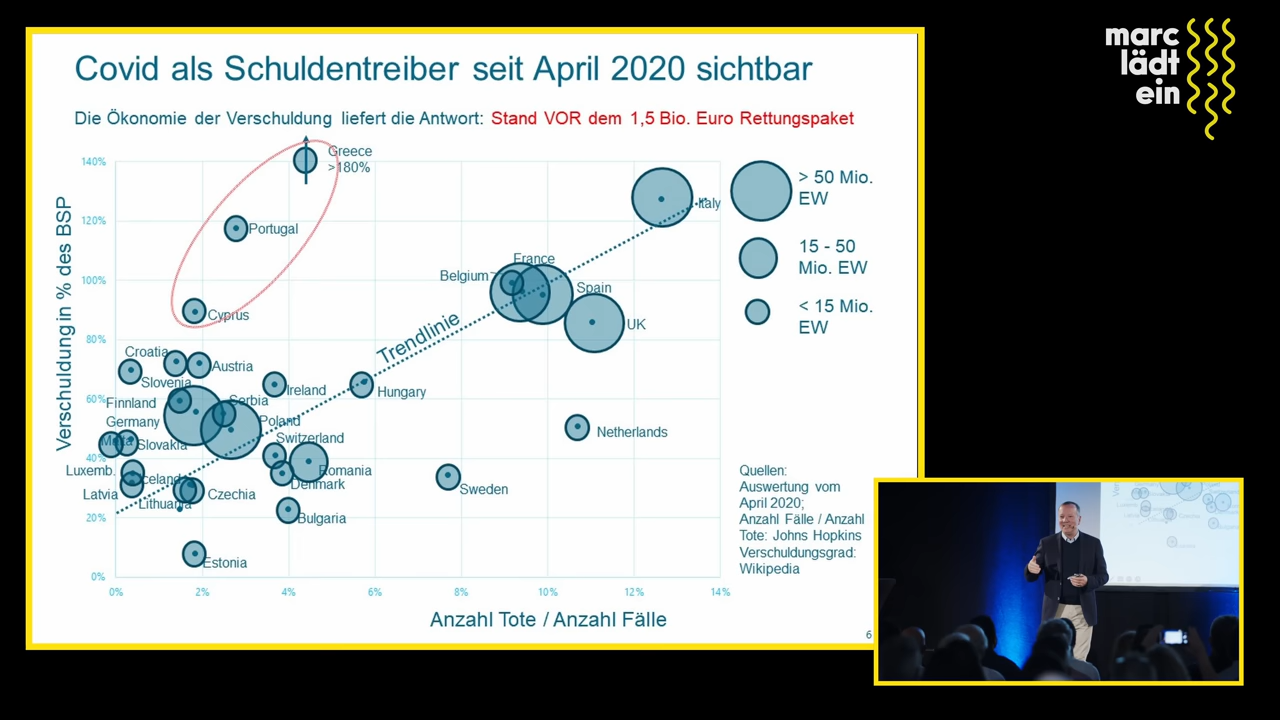 marc
lädt
ein
Covid als Schuldentreiber seit April 2020 sichtbar
Die Ökonomie der Verschuldung liefert die Antwort: Stand VOR dem 1,5 Bio. Euro Rettungspaket
Verschuldung in % des BSP
140%
120%
100%
80%
60%
40%
20%
0%
0%
2%
4%
6%
8%
10%
12%
14%
Anzahl Tote / Anzahl Fälle
Greece
>180%
Portugal
Cyprus
Italy
France
Belgium
Spain
UK
Trendlinie
Croatia
Austria
Slovenia
Ireland
Hungary
Finnland
Serbia
Germany
Poland
Netherlands
Malta
Slovakia
Switzerland
Luxemb.
Iceland
Romania
Denmark
Sweden
Latvia
Lithuania
Czechia
Bulgaria
Estonia
> 50 Mio.
EW
15 - 50
Mio. EW
< 15 Mio.
EW
Quellen:
Auswertung vom
April 2020;
Anzahl Fälle / Anzahl
Tote: Johns Hopkins
Verschuldungsgrad:
Wikipedia
6